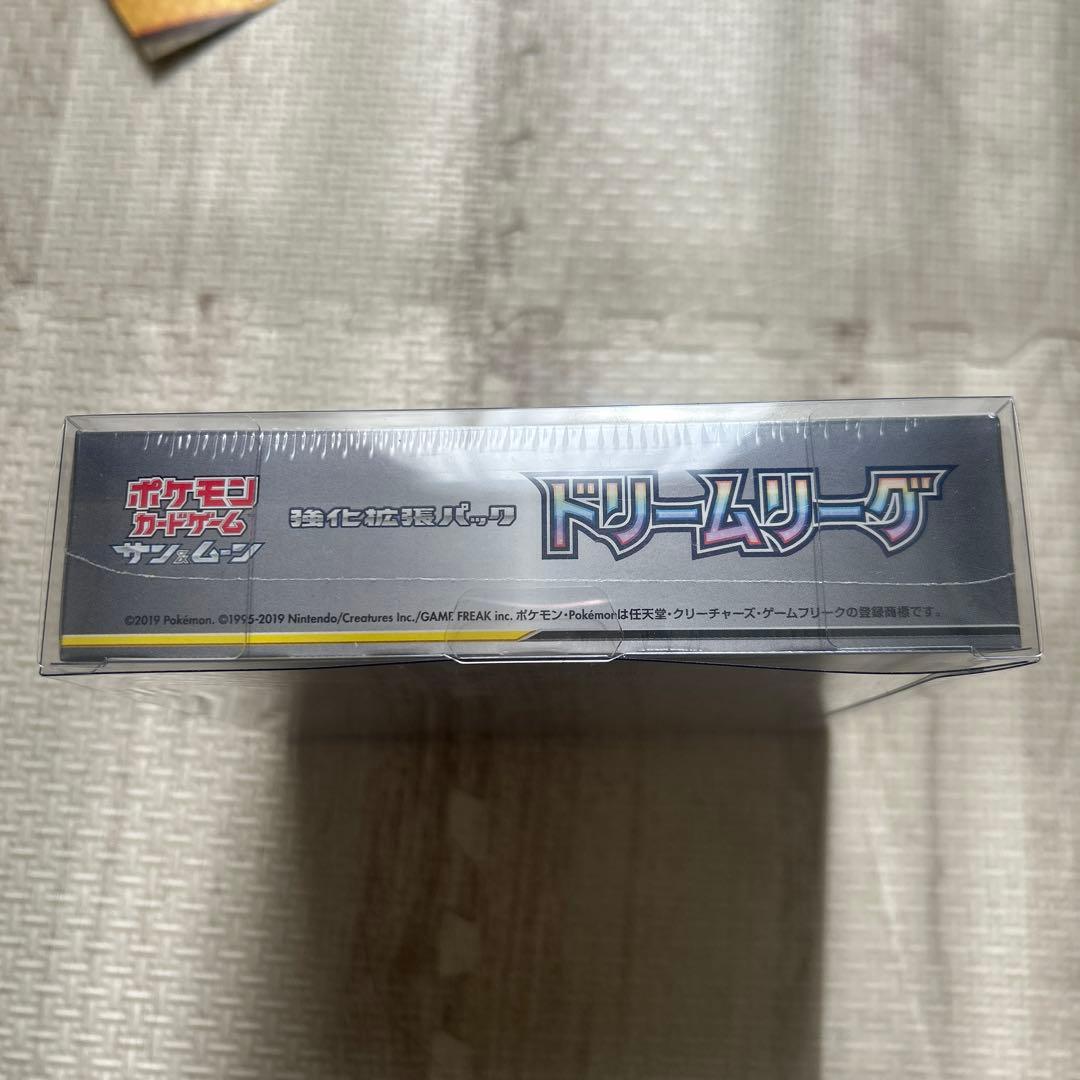 ポケモン
カードゲーム
サン&ムーン
強化拡張パック
ドリームリーグ
©2019 Pokémon. ©1995-2019 Nintendo/Creatures Inc./GAME FREAK inc. ポケモン・Pokémonは任天堂・クリーチャーズ・ゲームフリークの登録商標です。